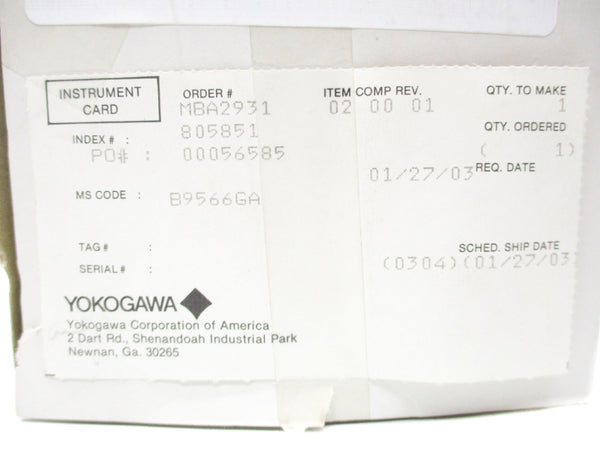 INSTRUMENT CARD
ORDER # ITEM COMP REV. QTY. TO MAKE
MBA2931 02 00 01 1
INDEX # : 805851 QTY. ORDERED
PO# : 00056585 ( 1)
01/27/03 REQ. DATE
MS CODE : B9566GA
TAG # : SCHED. SHIP DATE
SERIAL # : (0304)(01/27/03)
YOKOGAWA
Yokogawa Corporation of America
2 Dart Rd., Shenandoah Industrial Park
Newnan, Ga. 30265